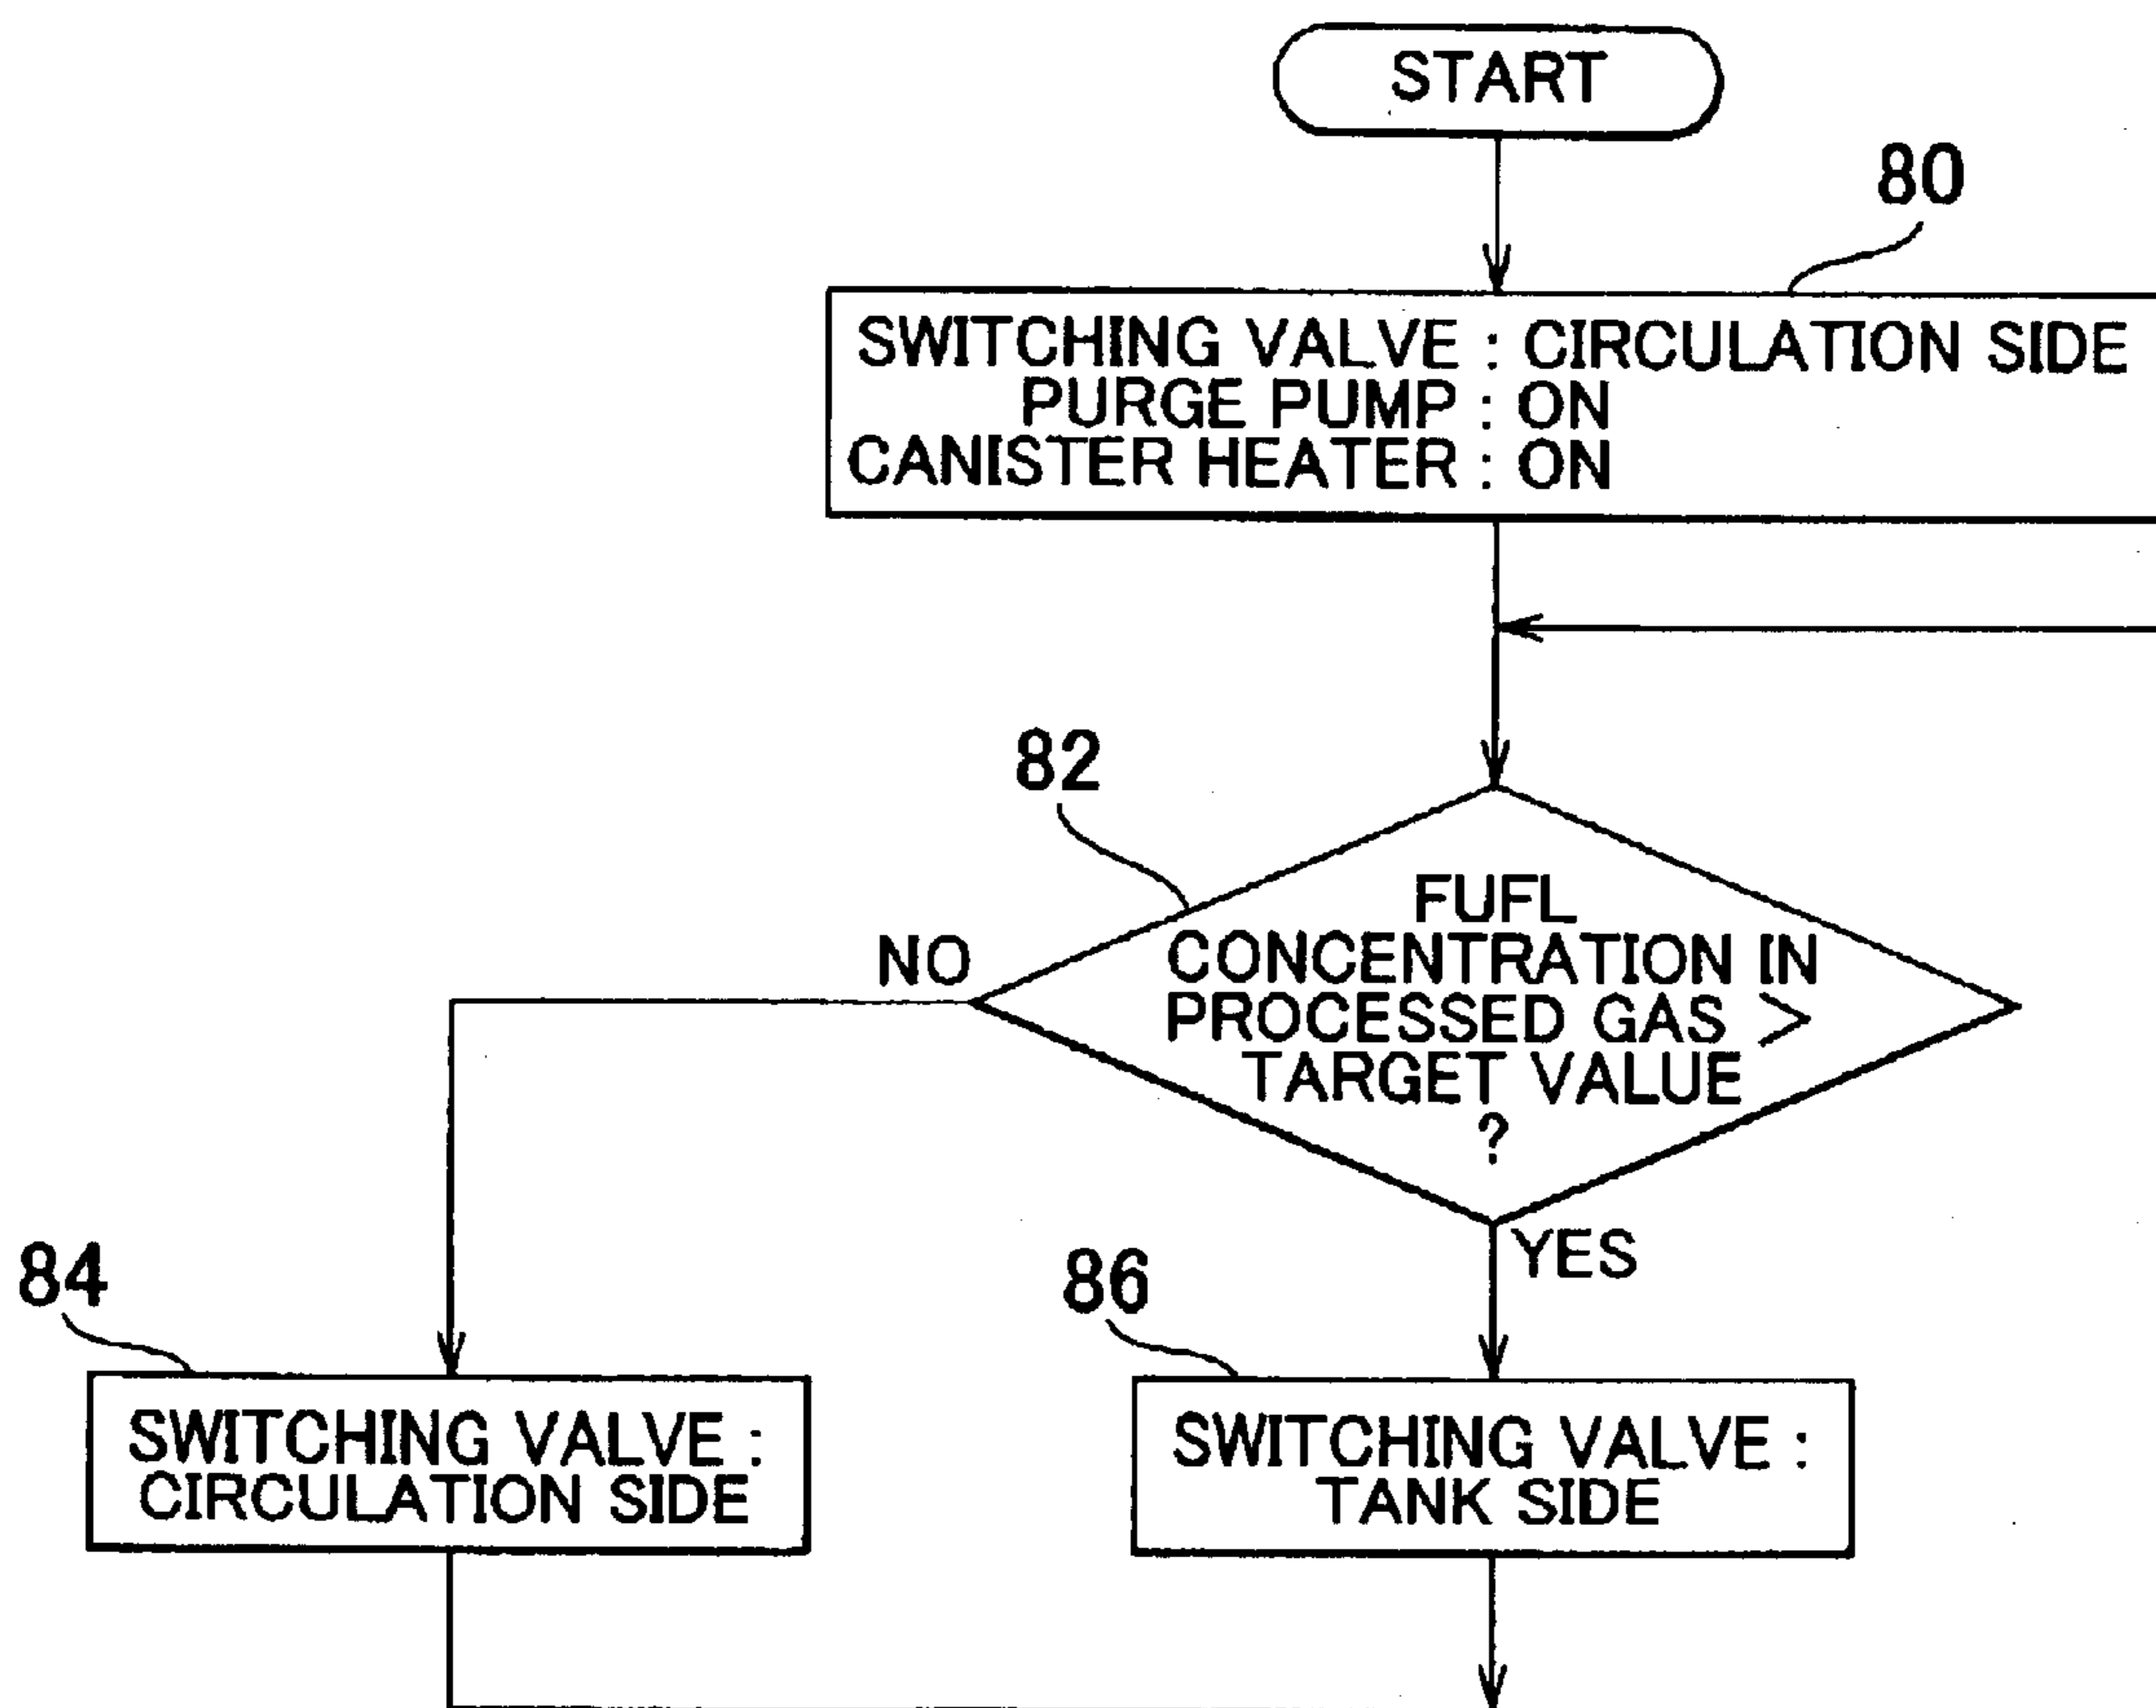 START
80
SWITCHING VALVE : CIRCULATION SIDE
PURGE PUMP : ON
CANISTER HEATER : ON
82
FUFL
CONCENTRATION IN
PROCESSED GAS >
TARGET VALUE
?
NO
YES
84
86
SWITCHING VALVE :
CIRCULATION SIDE
SWITCHING VALVE :
TANK SIDE